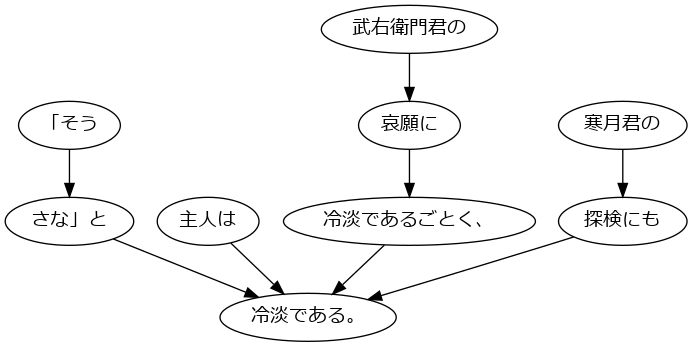 武右衛門君の
「そう
哀願に
寒月君の
さな」と
主人は
冷淡であるごとく、
探検にも
冷淡である。